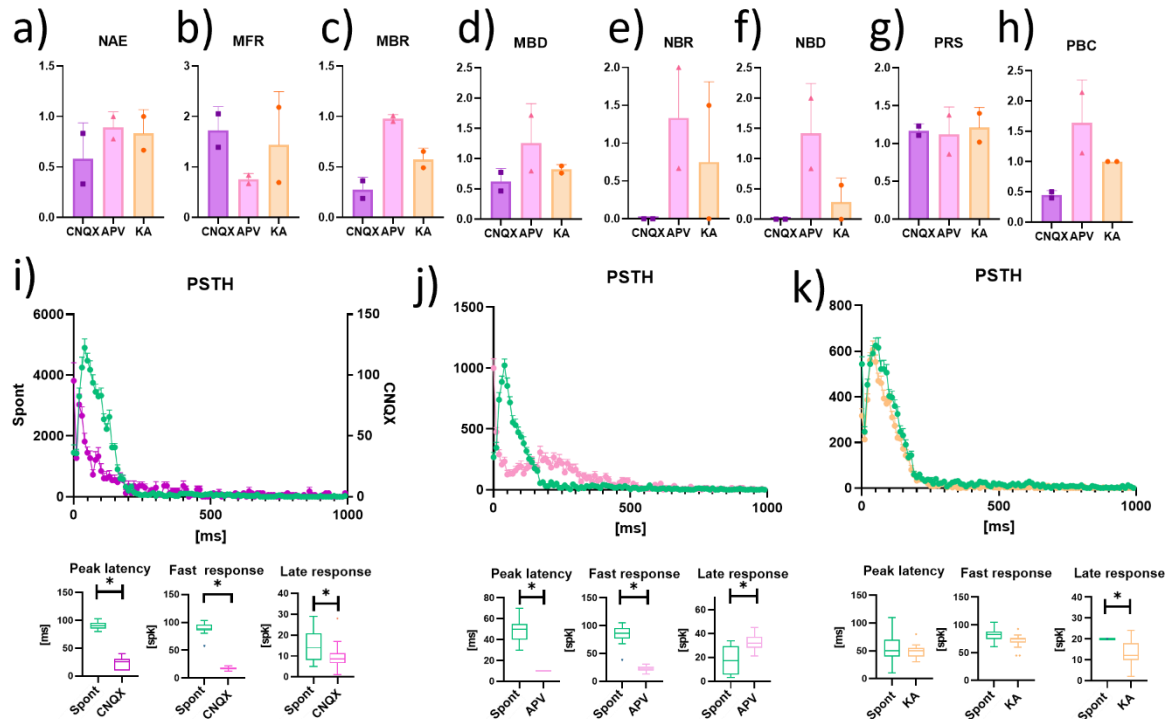 a) b) c) d) e) f) g) h)
NAE MFR MBR MBD NBR NBD PRS PBC
1.5 1.0 0.5 0.0
3 2 1 0
1.5 1.0 0.5 0.0
2.5 2.0 1.5 1.0 0.5 0.0
2.0 1.5 1.0 0.5 0.0
2.5 2.0 1.5 1.0 0.5 0.0
2.0 1.5 1.0 0.5 0.0
2.5 2.0 1.5 1.0 0.5 0.0
CNQX APV KA
CNQX APV KA
CNQX APV KA
CNQX APV KA
CNQX APV KA
CNQX APV KA
CNQX APV KA
CNQX APV KA
i)
PSTH
6000 4000 2000 0
Spont
150 100 50 0
CNQX
0 500 1000
[ms]
j)
PSTH
1500 1000 500 0
0 500 1000
[ms]
k)
PSTH
800 600 400 200 0
0 500 1000
[ms]
Peak latency
*
[ms]
150 100 50 0
Spont CNQX
Fast response
*
[spk]
150 100 50 0
Spont CNQX
Late response
*
[spk]
40 30 20 10 0
Spont CNQX
Peak latency
*
[ms]
80 60 40 20 0
Spont APV
Fast response
*
[spk]
150 100 50 0
Spont APV
Late response
*
[spk]
60 40 20 0
Spont APV
Peak latency
[ms]
150 100 50 0
Spont KA
Fast response
[spk]
150 100 50 0
Spont KA
Late response
*
[spk]
30 20 10 0
Spont KA